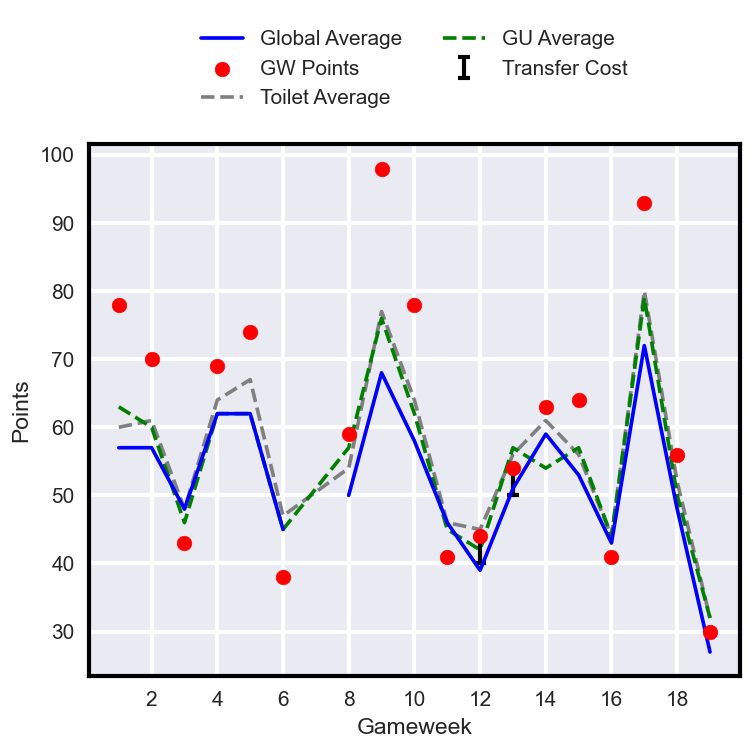 Global Average
GW Points
Toilet Average
GU Average
Transfer Cost
100
90
80
70
60
50
40
30
Points
2 4 6 8 10 12 14 16 18
Gameweek